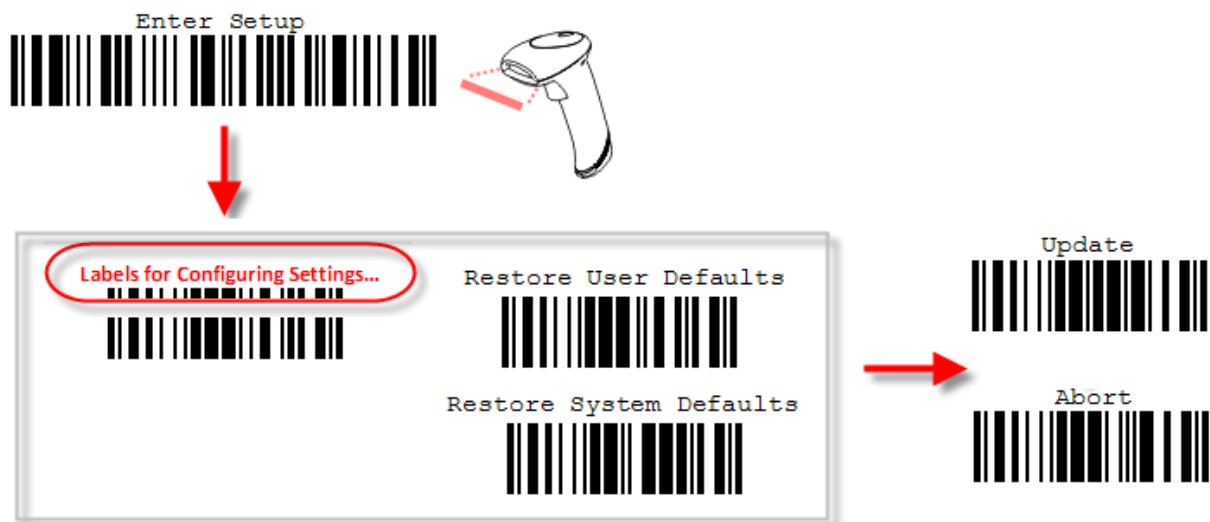 Enter Setup
Labels for Configuring Settings...
Restore User Defaults
Restore System Defaults
Update
Abort